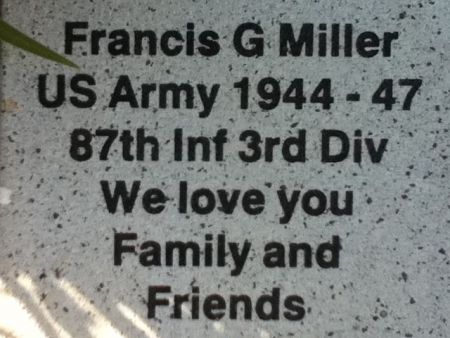 Francis G Miller
US Army 1944 - 47
87th Inf 3rd Div
We love you
Family and
Friends